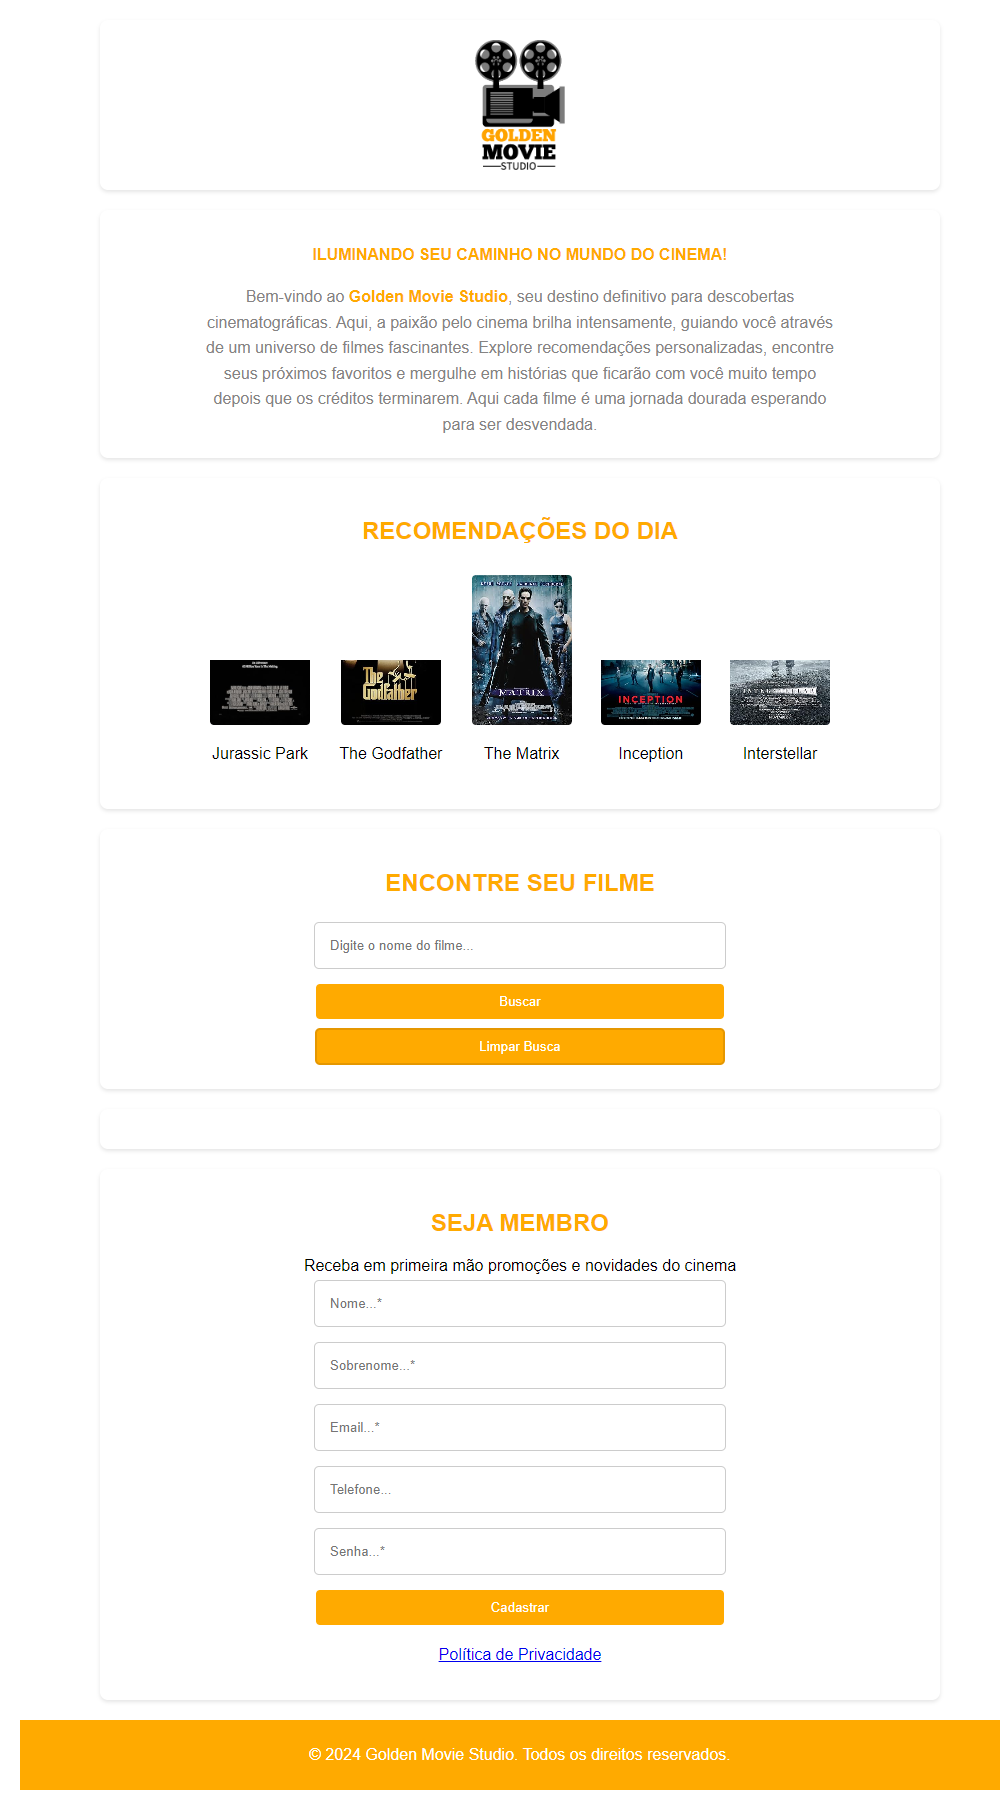 GOLDEN
MOVIE
STUDIO
ILUMINANDO SEU CAMINHO NO MUNDO DO CINEMA!
Bem-vindo ao Golden Movie Studio, seu destino definitivo para descobertas
cinematográficas. Aqui, a paixão pelo cinema brilha intensamente, guiando você através
de um universo de filmes fascinantes. Explore recomendações personalizadas, encontre
seus próximos favoritos e mergulhe em histórias que ficarão com você muito tempo
depois que os créditos terminarem. Aqui cada filme é uma jornada dourada esperando
para ser desvendada.
RECOMENDAÇÕES DO DIA
The
Godfather
MATRIX
INCEPTION
INTERSTELLAR
Jurassic Park
The Godfather
The Matrix
Inception
Interstellar
ENCONTRE SEU FILME
Digite o nome do filme...
Buscar
Limpar Busca
SEJA MEMBRO
Receba em primeira mão promoções e novidades do cinema
Nome...*
Sobrenome...*
Email...*
Telefone...
Senha...*
Cadastrar
Política de Privacidade
© 2024 Golden Movie Studio. Todos os direitos reservados.